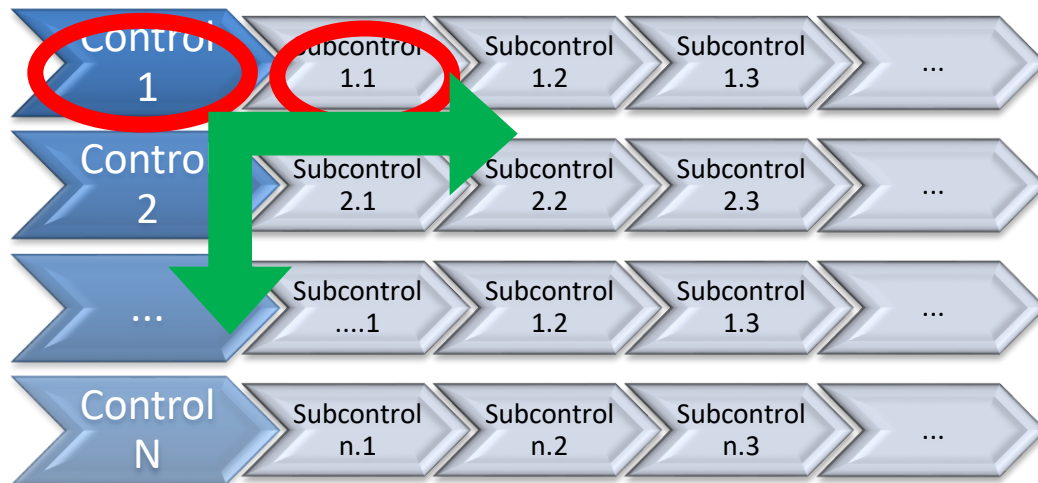 Control
1
Subcontrol
1.1
Subcontrol
1.2
Subcontrol
1.3
...
Control
2
Subcontrol
2.1
Subcontrol
2.2
Subcontrol
2.3
...
...
Subcontrol
....1
Subcontrol
1.2
Subcontrol
1.3
...
Control
N
Subcontrol
n.1
Subcontrol
n.2
Subcontrol
n.3
...